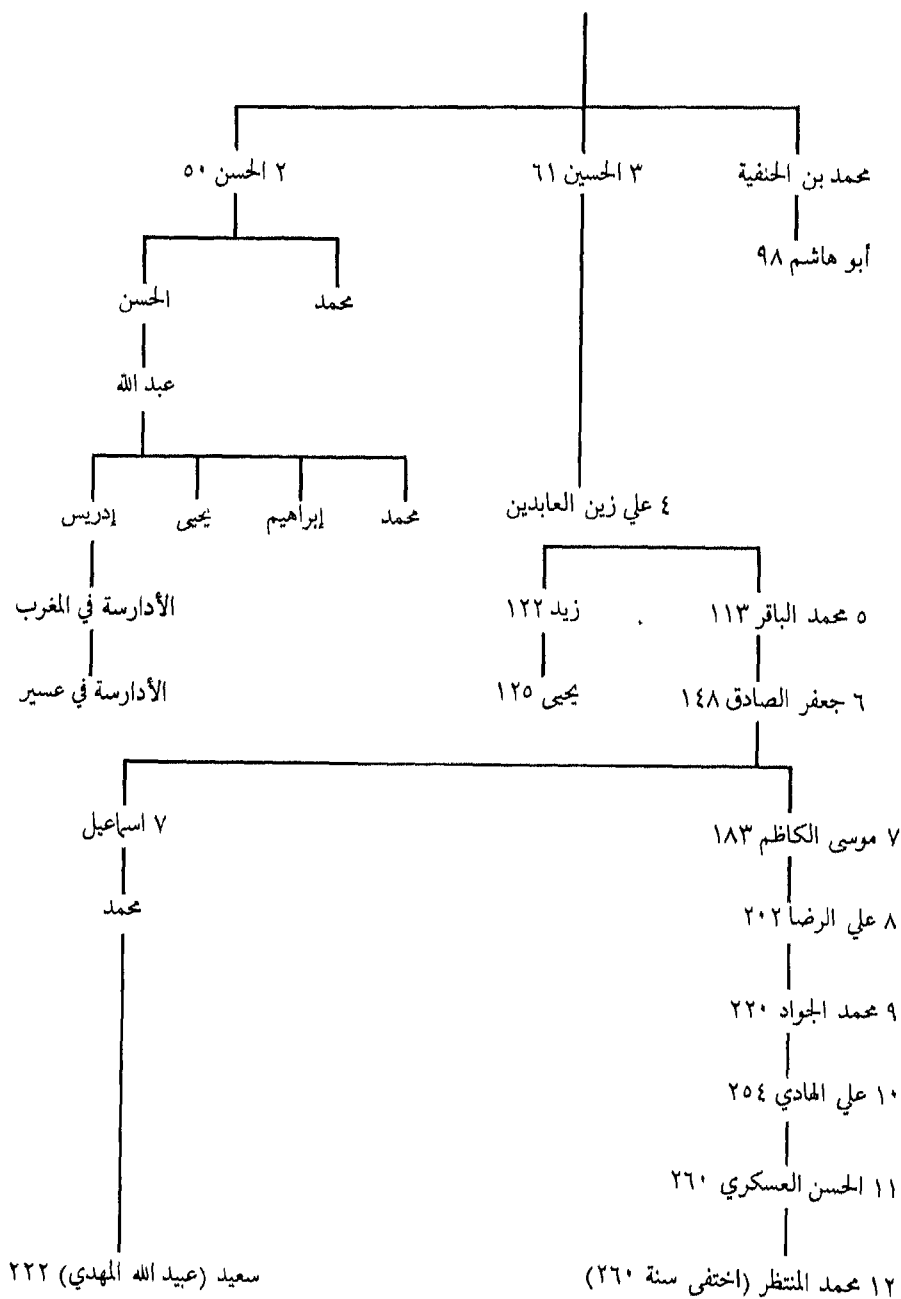 محمد بن الحنفية
٣ الحسين ٦١
٢ الحسن ٥٠
أبو هاشم ٩٨
محمد
الحسن
عبد الله
٤ علي زين العابدين
محمد
إبراهيم
يحيى
إدريس
٥ محمد الباقر ١١٣
زيد ١٢٢
الأدارسة في المغرب
٦ جعفر الصادق ١٤٨
يحيى ١٢٥
الأدارسة في عسير
٧ موسى الكاظم ١٨٣
٧ اسماعيل
٨ علي الرضا ٢٠٢
محمد
٩ محمد الجواد ٢٢٠
١٠ علي الهادي ٢٥٤
١١ الحسن العسكري ٢٦٠
١٢ محمد المنتظر (اختفى سنة ٢٦٠)
سعيد (عبيد الله المهدي) ٢٢٢